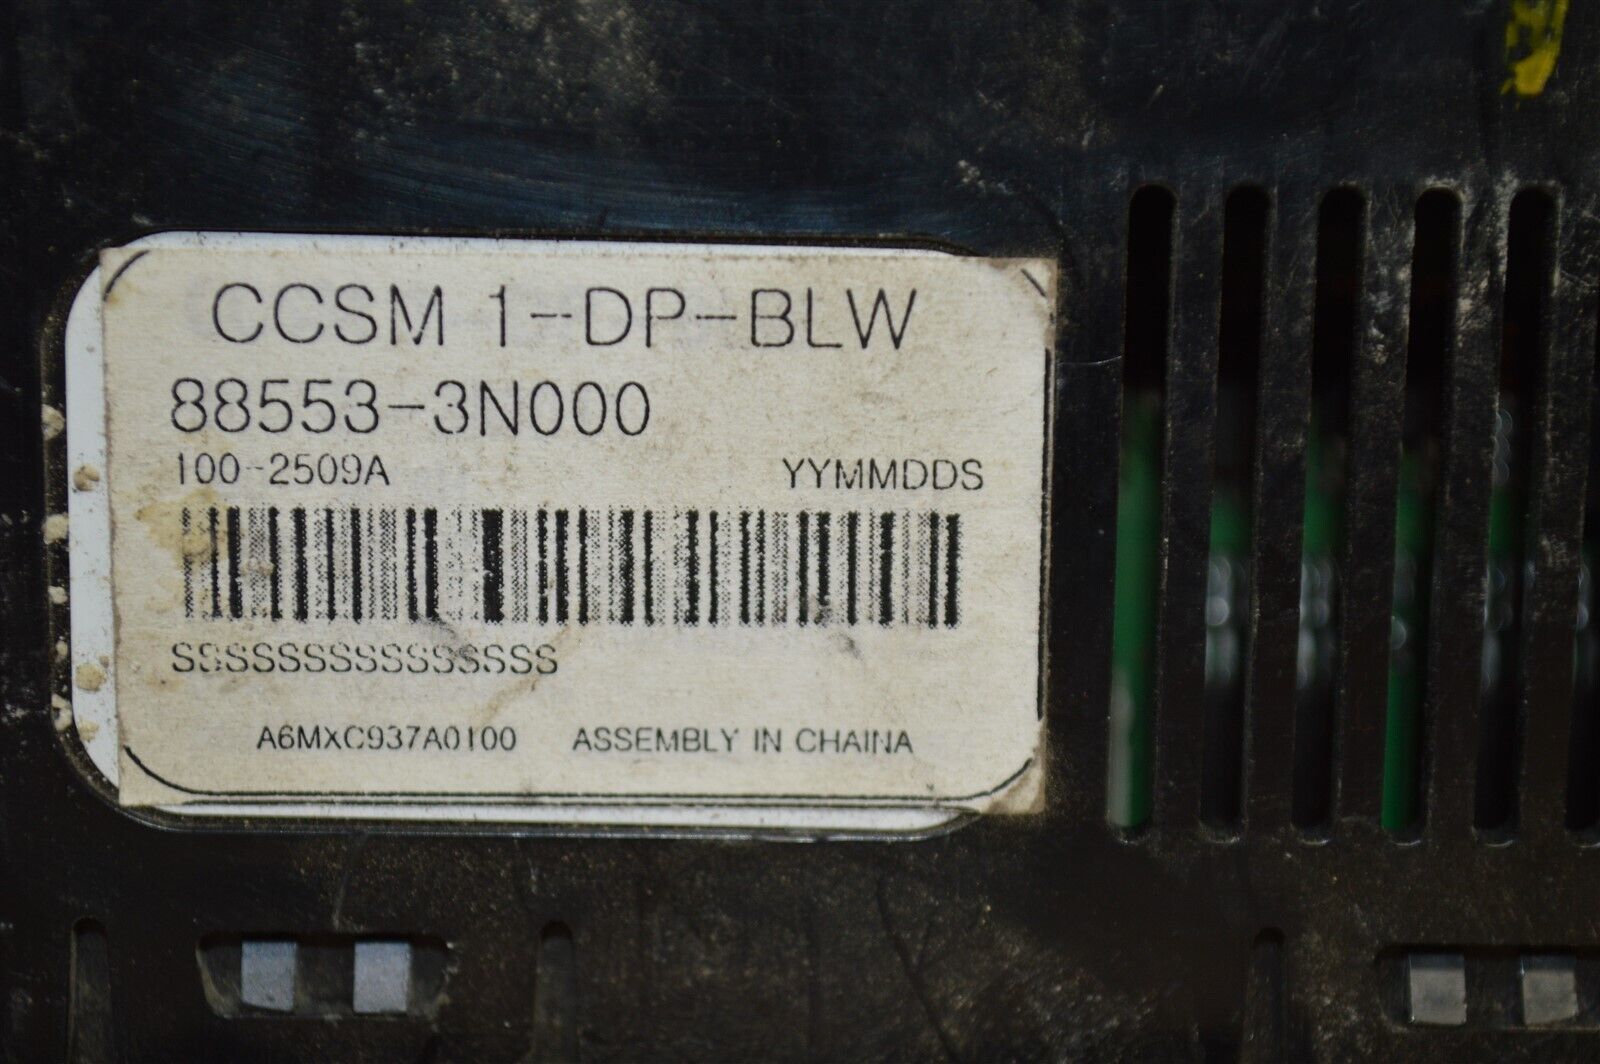 CCSM 1-DP-BLW
88553-3N000
100-2509A YYMMDDS
SSSSSSSSSSSSSSS
A6MXC937A0100 ASSEMBLY IN CHAINA